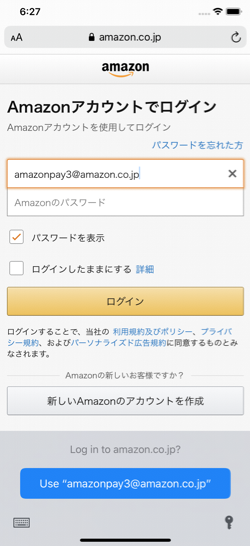 6:27
AA amazon.co.jp
amazon
Amazonアカウントでログイン
Amazonアカウントを使用してログイン
パスワードを忘れた方
amazonpay3@amazon.co.jp
Amazonのパスワード
パスワードを表示
ログインしたままにする 詳細
ログイン
ログインすることで、当社の 利用規約及びポリシー、プライバ
シー規約、およびパーソナライズド広告規約に同意するものとみ
なされます。
Amazonの新しいお客様ですか？
新しいAmazonのアカウントを作成
Log in to amazon.co.jp?
Use “amazonpay3@amazon.co.jp”